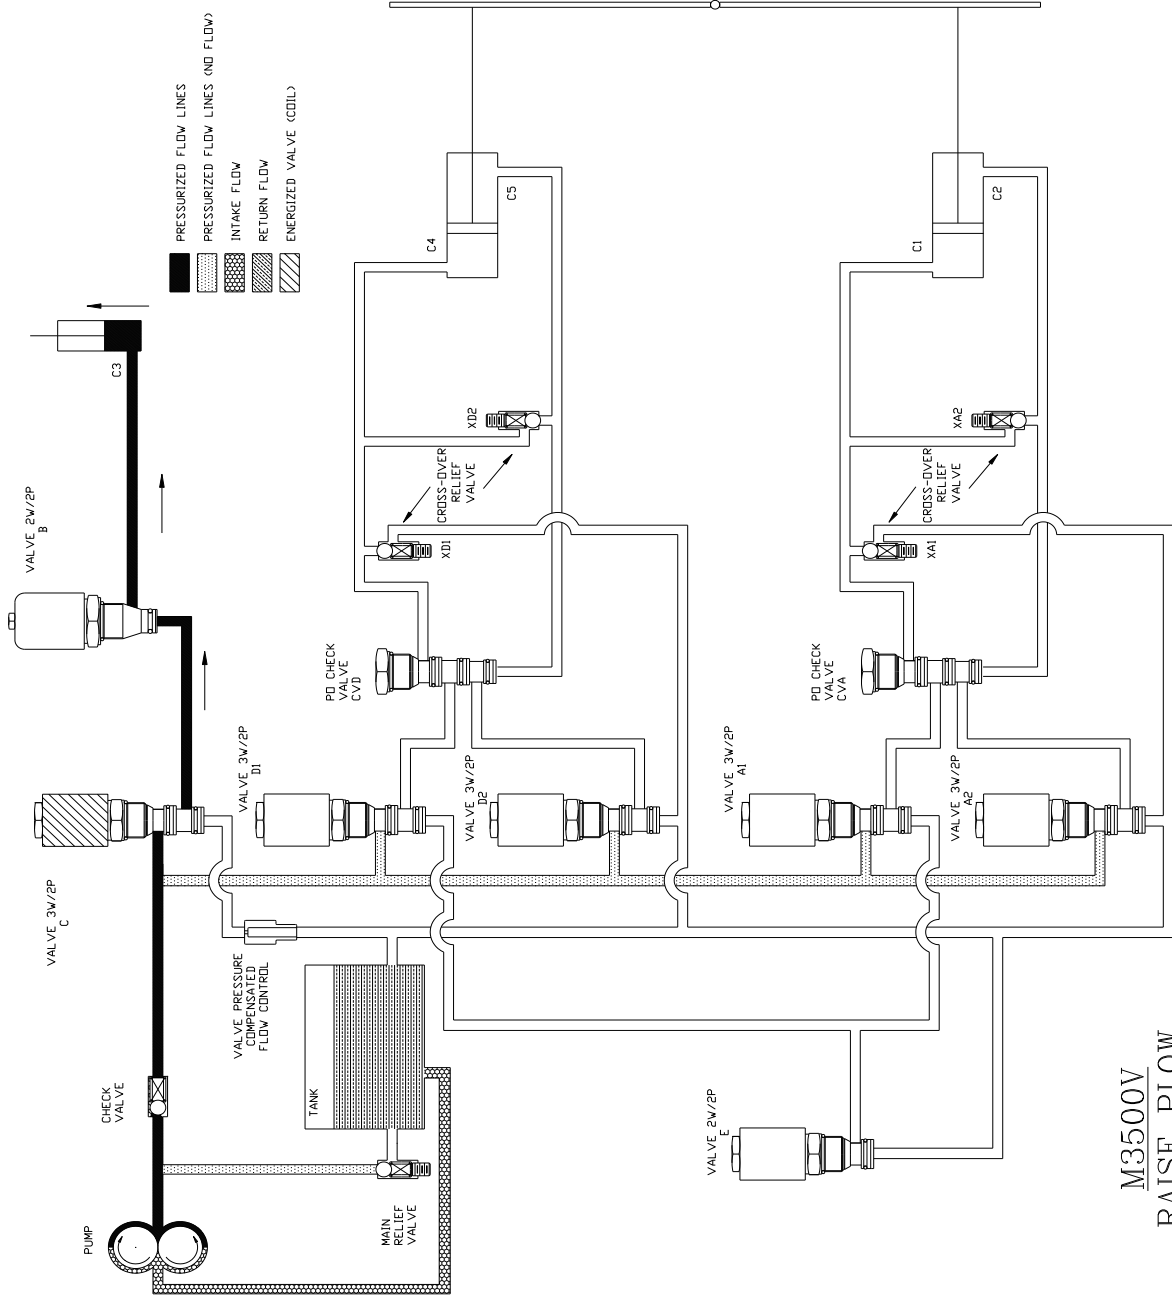 PRESSURIZED FLOW LINES
PRESSURIZED FLOW LINES (NO FLOW)
INTAKE FLOW
RETURN FLOW
ENERGIZED VALVE (COIL)
C3
VALVE 2W/2P
B
VALVE 3W/2P
C
CHECK
VALVE
PUMP
C4
C5
XD2
CROSS-OVER
RELIEF
VALVE
XD1
PO CHECK
VALVE
CVD
VALVE 3W/2P
D1
VALVE 3W/2P
D2
VALVE PRESSURE
COMPENSATED
FLOW CONTROL
TANK
MAIN
RELIEF
VALVE
C1
C2
XA2
CROSS-OVER
RELIEF
VALVE
XA1
PO CHECK
VALVE
CVA
VALVE 3W/2P
A1
VALVE 3W/2P
A2
VALVE 2W/2P
E
M3500V
RAISE PLOW